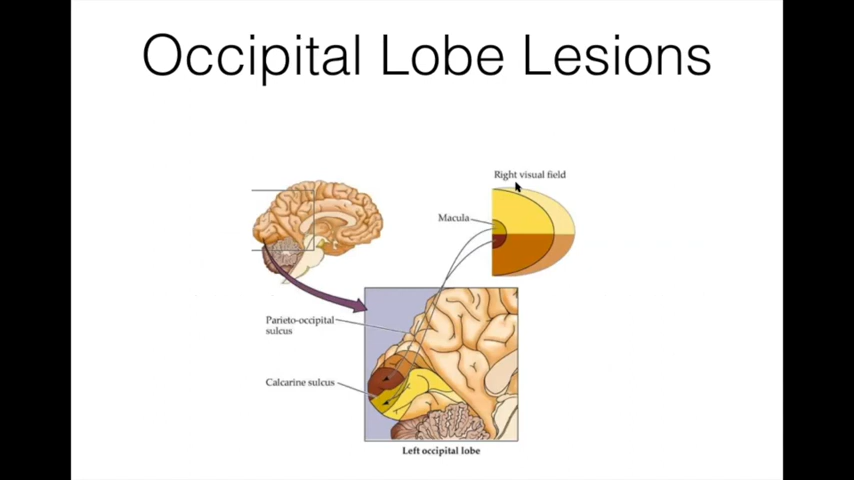 Occipital Lobe Lesions
Right visual field
Macula
Parieto-occipital
sulcus
Calcarine sulcus
Left occipital lobe